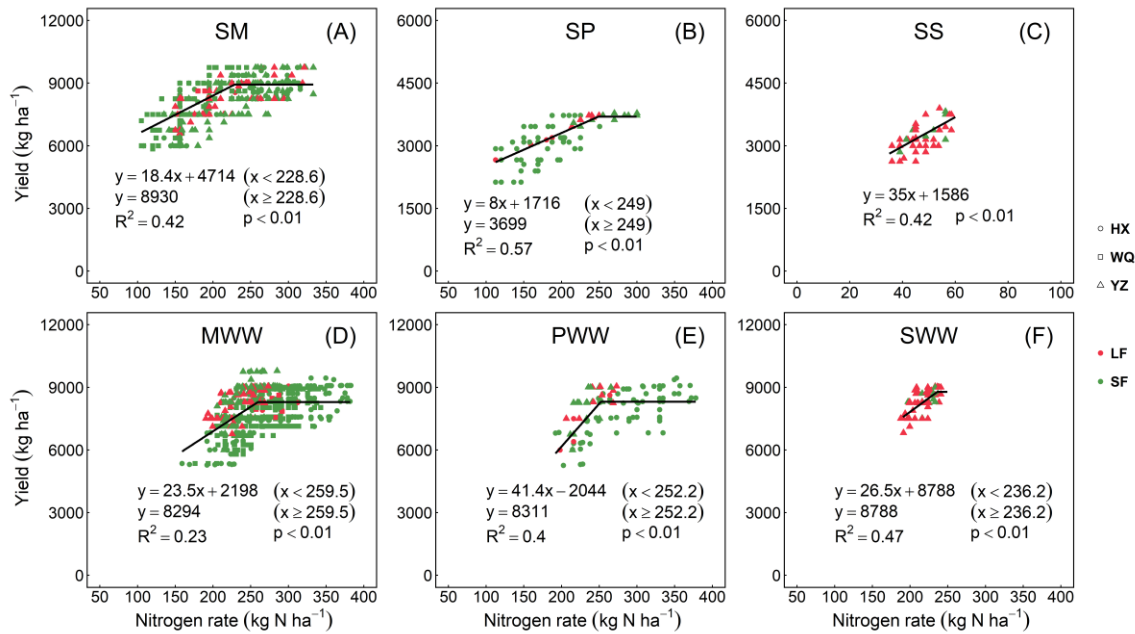 SM (A)
12000
9000
6000
3000
0
Yield (kg ha⁻¹)
y = 18.4x + 4714 (x < 228.6)
y = 8930 (x ≥ 228.6)
R² = 0.42 p < 0.01
50 100 150 200 250 300 350 400
SP (B)
6000
4500
3000
1500
0
y = 8x + 1716 (x < 249)
y = 3699 (x ≥ 249)
R² = 0.57 p < 0.01
50 100 150 200 250 300 350 400
SS (C)
6000
4500
3000
1500
0
y = 35x + 1586
R² = 0.42 p < 0.01
0 20 40 60 80 100
HX
WQ
YZ
LF
SF
MWW (D)
12000
9000
6000
3000
0
Yield (kg ha⁻¹)
y = 23.5x + 2198 (x < 259.5)
y = 8294 (x ≥ 259.5)
R² = 0.23 p < 0.01
50 100 150 200 250 300 350 400
Nitrogen rate (kg N ha⁻¹)
PWW (E)
12000
9000
6000
3000
0
y = 41.4x − 2044 (x < 252.2)
y = 8311 (x ≥ 252.2)
R² = 0.4 p < 0.01
50 100 150 200 250 300 350 400
Nitrogen rate (kg N ha⁻¹)
SWW (F)
12000
9000
6000
3000
0
y = 26.5x + 8788 (x < 236.2)
y = 8788 (x ≥ 236.2)
R² = 0.47 p < 0.01
50 100 150 200 250 300 350 400
Nitrogen rate (kg N ha⁻¹)